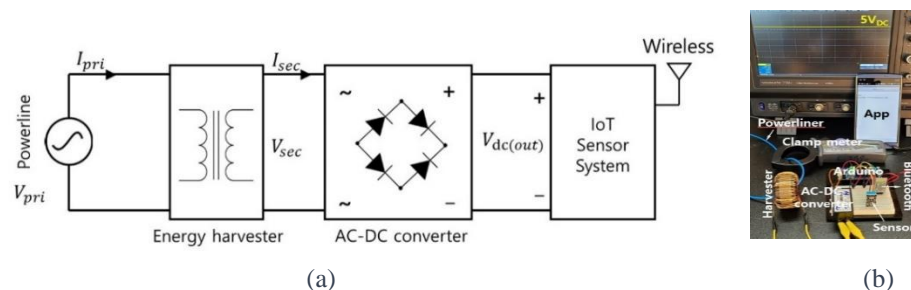 I_pri
I_sec
Wireless
Powerline
V_pri
V_sec
~
+
~
−
+
V_dc(out)
−
IoT
Sensor
System
Energy harvester
AC-DC converter
(a)
5V_DC
App
Powerliner
Clamp meter
Arduino
Bluetooth
Harvester
AC-DC
converter
Sensor
(b)